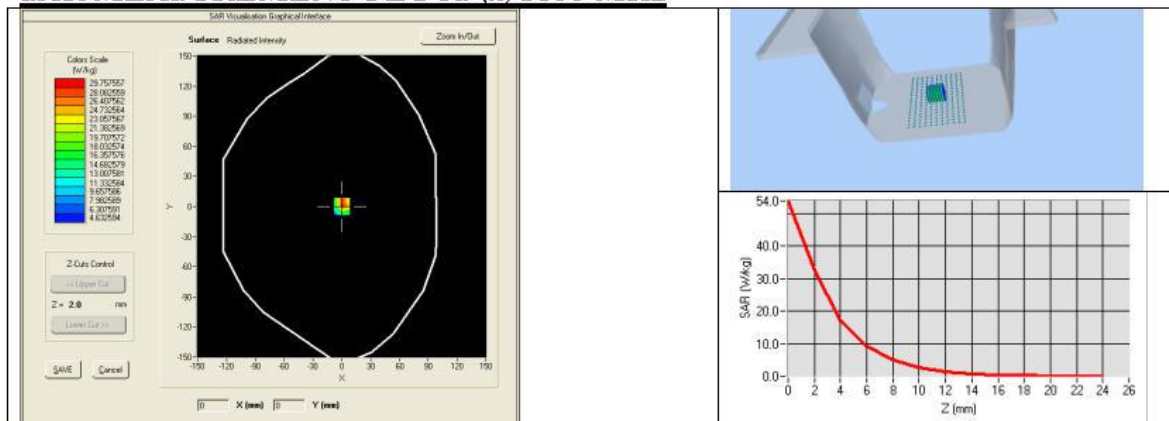 SAR Visualisation Graphical Interface
Surface Radiated Intensity
Zoom In/Out
Colors Scale
(W/kg)
29.757557
28.082559
26.407562
24.732564
23.057567
21.382569
19.707572
18.032574
16.357576
14.682579
13.007581
11.332584
9.657586
7.982589
6.307591
4.632594
Z-Cuts Control
<< Upper Cut
Z = 2.0 mm
Lower Cut >>
SAVE Cancel
150
120
90
60
30
0
-30
-60
-90
-120
-150
Y
-150 -120 -90 -60 -30 0 30 60 90 120 150
X
0 X (mm) 0 Y (mm)
54.0
40.0
30.0
20.0
10.0
0.0
SAR (W/kg)
0 2 4 6 8 10 12 14 16 18 20 22 24 26
Z (mm)